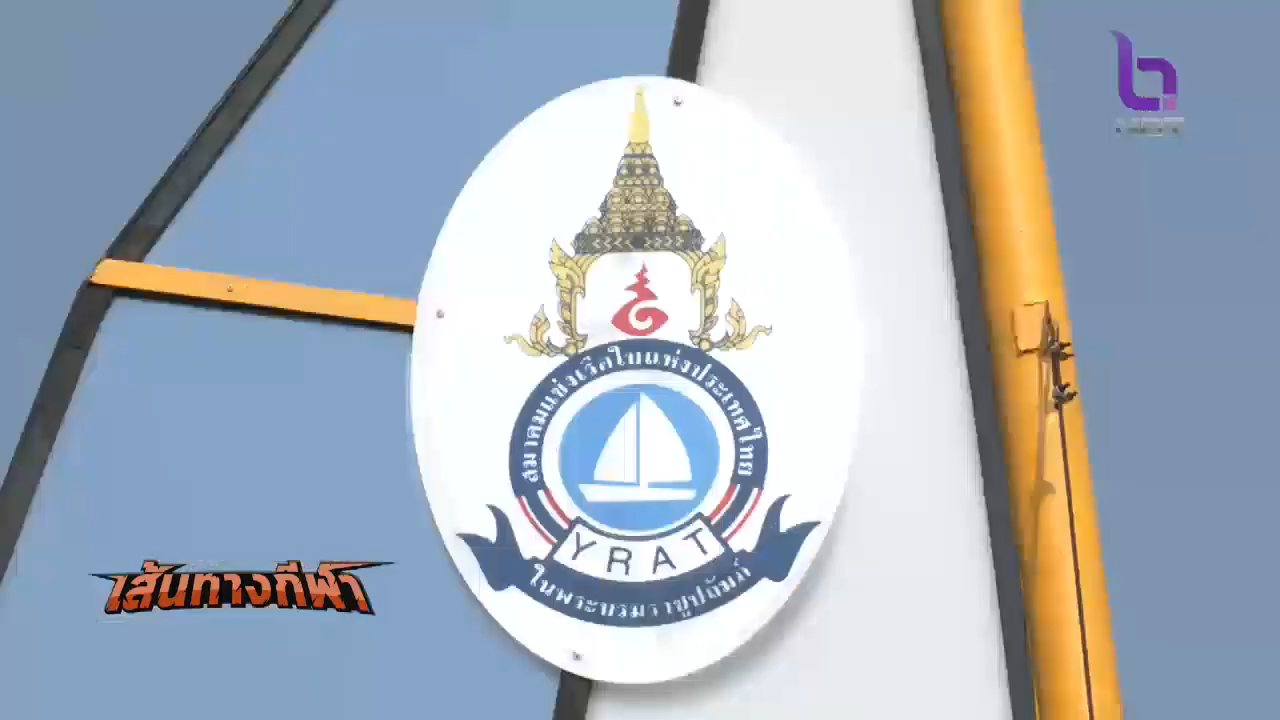 สมาคมแข่งเรือใบแห่งประเทศไทย
YRAT
ในพระบรมราชูปถัมภ์
เส้นทางกีฬา